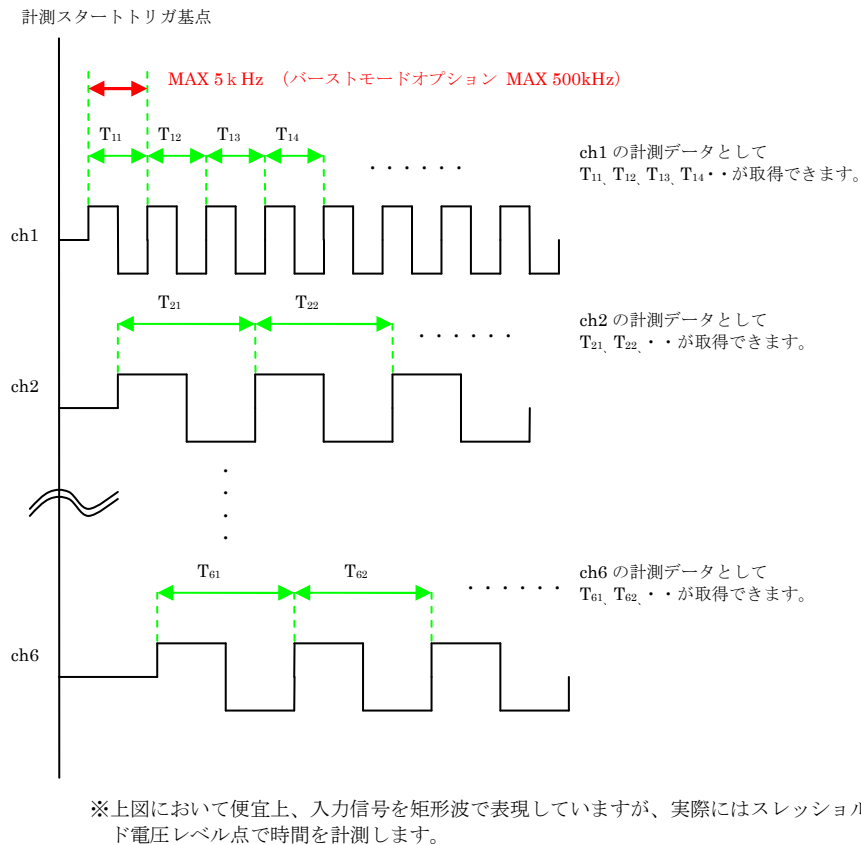 計測スタートトリガ基点
MAX 5ｋHz （バーストモードオプション MAX 500kHz）
T11 T12 T13 T14
・・・・・・
ch1 の計測データとして
T11、T12、T13、T14・・が取得できます。
ch1
T21 T22
・・・・・・
ch2 の計測データとして
T21、T22、・・が取得できます。
ch2
・・・・
T61 T62
・・・・・・
ch6 の計測データとして
T61、T62、・・が取得できます。
ch6
※上図において便宜上、入力信号を矩形波で表現していますが、実際にはスレッショル
ド電圧レベル点で時間を計測します。